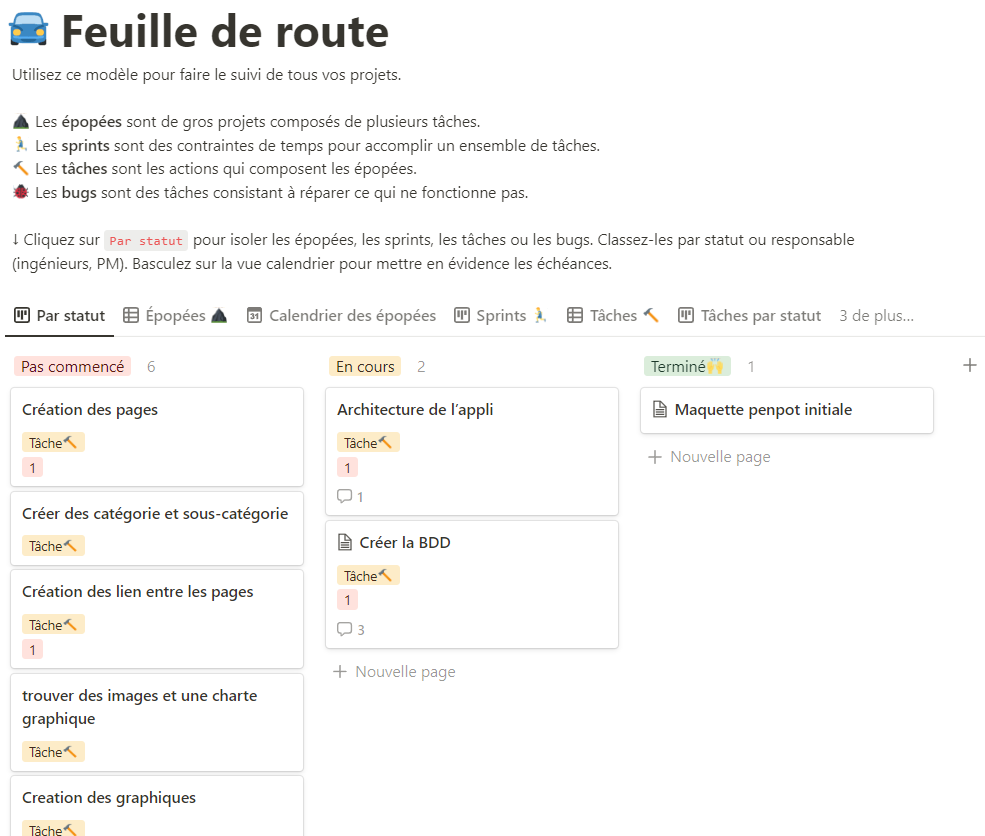 Feuille de route
Utilisez ce modèle pour faire le suivi de tous vos projets.
Les épopées sont de gros projets composés de plusieurs tâches.
Les sprints sont des contraintes de temps pour accomplir un ensemble de tâches.
Les tâches sont les actions qui composent les épopées.
Les bugs sont des tâches consistant à réparer ce qui ne fonctionne pas.
↓ Cliquez sur Par statut pour isoler les épopées, les sprints, les tâches ou les bugs. Classez-les par statut ou responsable
(ingénieurs, PM). Basculez sur la vue calendrier pour mettre en évidence les échéances.
Par statut Épopées 31 Calendrier des épopées Sprints Tâches Tâches par statut 3 de plus...
Pas commencé 6
Création des pages
Tâche
1
Créer des catégorie et sous-catégorie
Tâche
Création des lien entre les pages
Tâche
1
trouver des images et une charte
graphique
Tâche
Creation des graphiques
Tâche
En cours 2
Architecture de l’appli
Tâche
1
1
Créer la BDD
Tâche
1
3
+ Nouvelle page
Terminé 1
Maquette penpot initiale
+ Nouvelle page
+